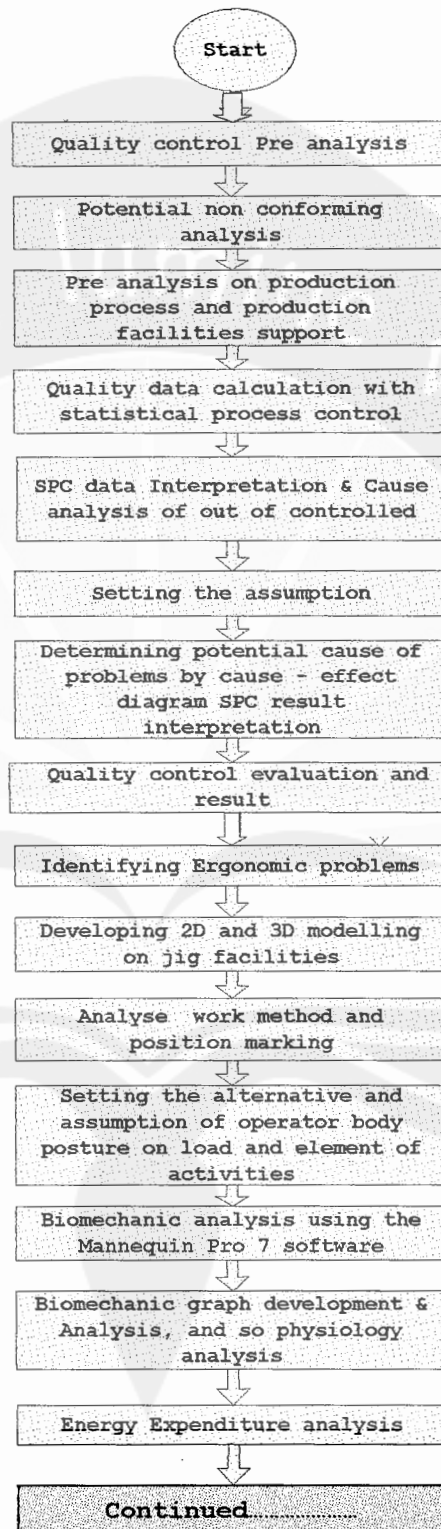 Start
Quality control Pre analysis
Potential non conforming
analysis
Pre analysis on production
process and production
facilities support
Quality data calculation with
statistical process control
SPC data Interpretation & Cause
analysis of out of controlled
Setting the assumption
Determining potential cause of
problems by cause - effect
diagram SPC result
interpretation
Quality control evaluation and
result
Identifying Ergonomic problems
Developing 2D and 3D modelling
on jig facilities
Analyse work method and
position marking
Setting the alternative and
assumption of operator body
posture on load and element of
activities
Biomechanic analysis using the
Mannequin Pro 7 software
Biomechanic graph development &
Analysis, and so physiology
analysis
Energy Expenditure analysis
Continued......................